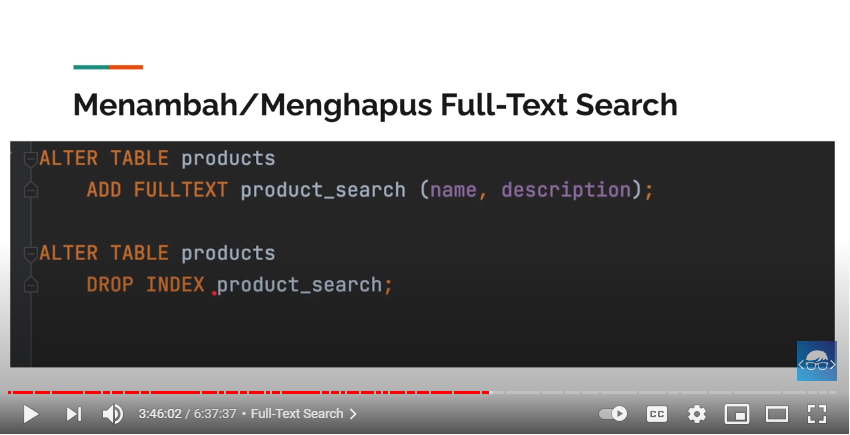 Menambah/Menghapus Full-Text Search
ALTER TABLE products
ADD FULLTEXT product_search (name, description);
ALTER TABLE products
DROP INDEX product_search;
3:46:02 / 6:37:37 • Full-Text Search
CC